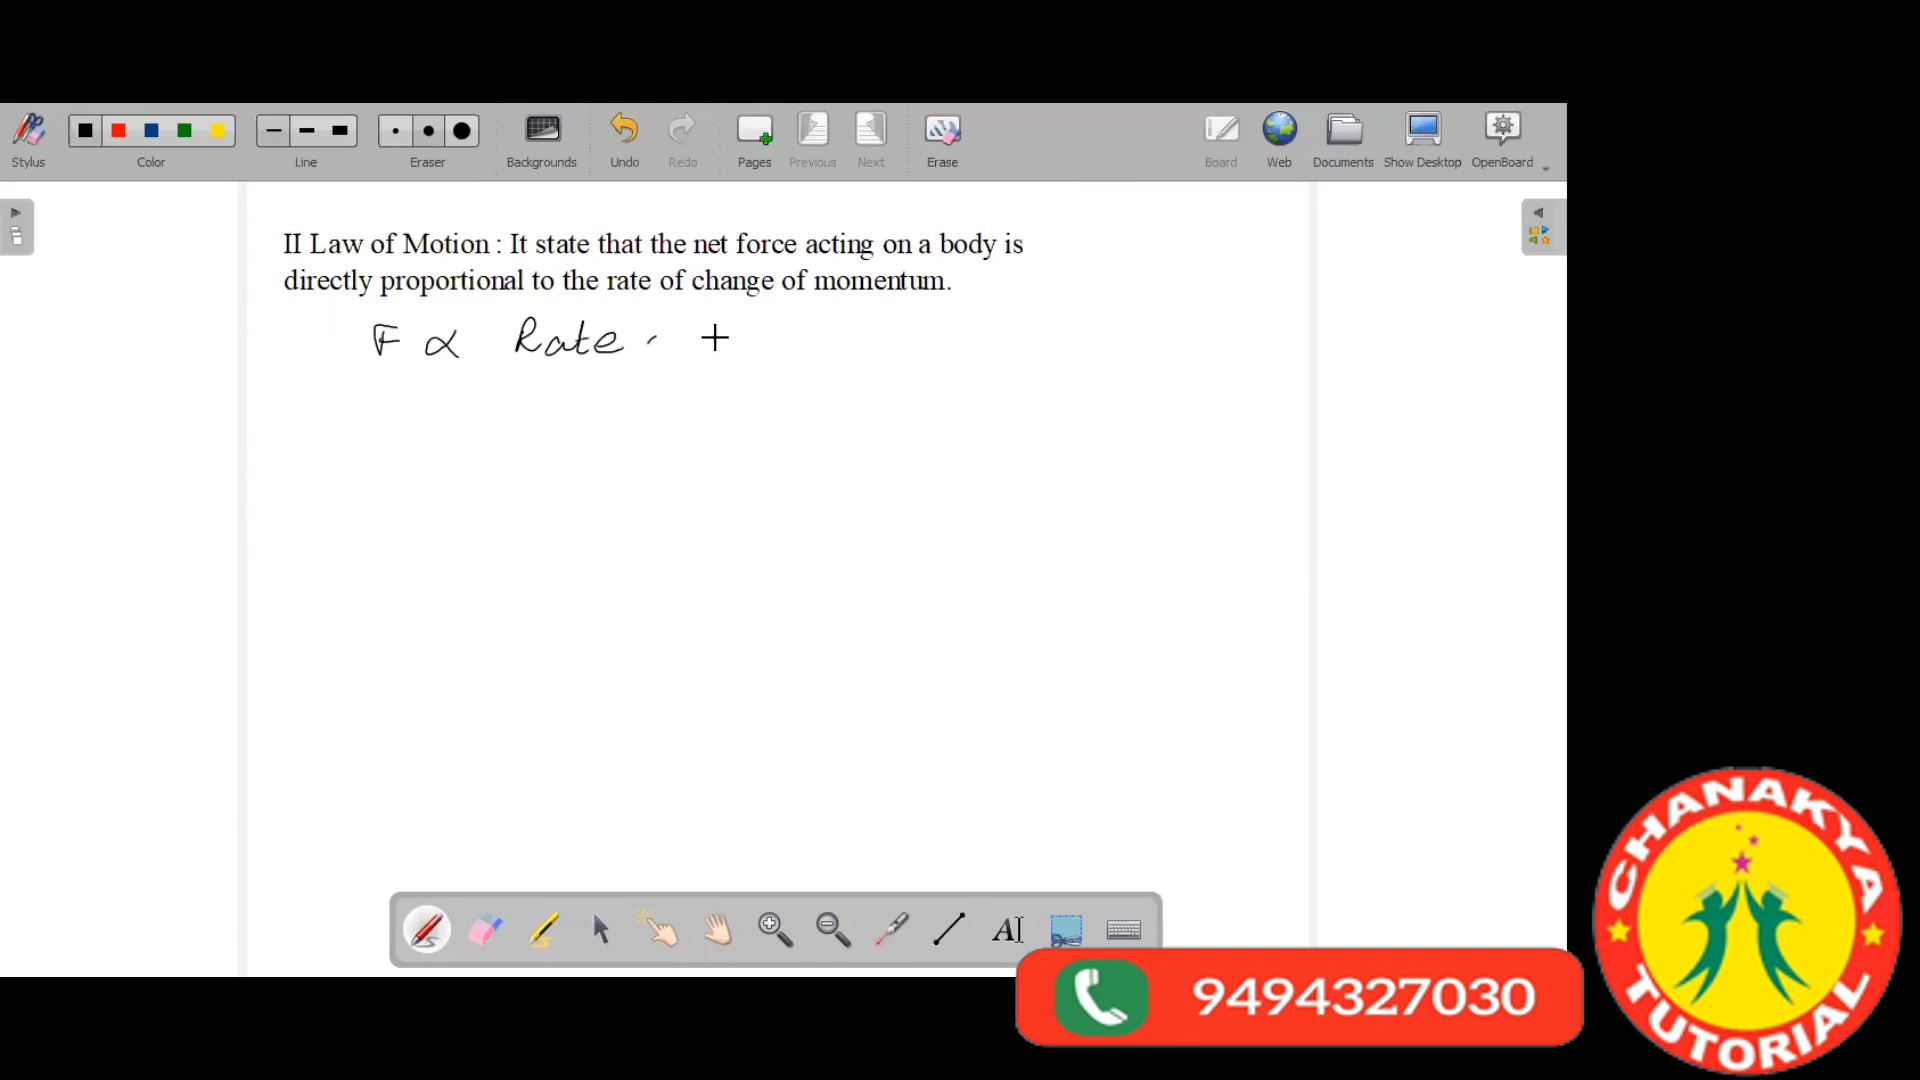 Stylus
Color
Line
Eraser
Backgrounds
Undo
Redo
Pages
Previous
Next
Erase
Board
Web
Documents
Show Desktop
OpenBoard
II Law of Motion : It state that the net force acting on a body is
directly proportional to the rate of change of momentum.
F ∝ Rate
9494327030
CHANAKYA
TUTORIAL